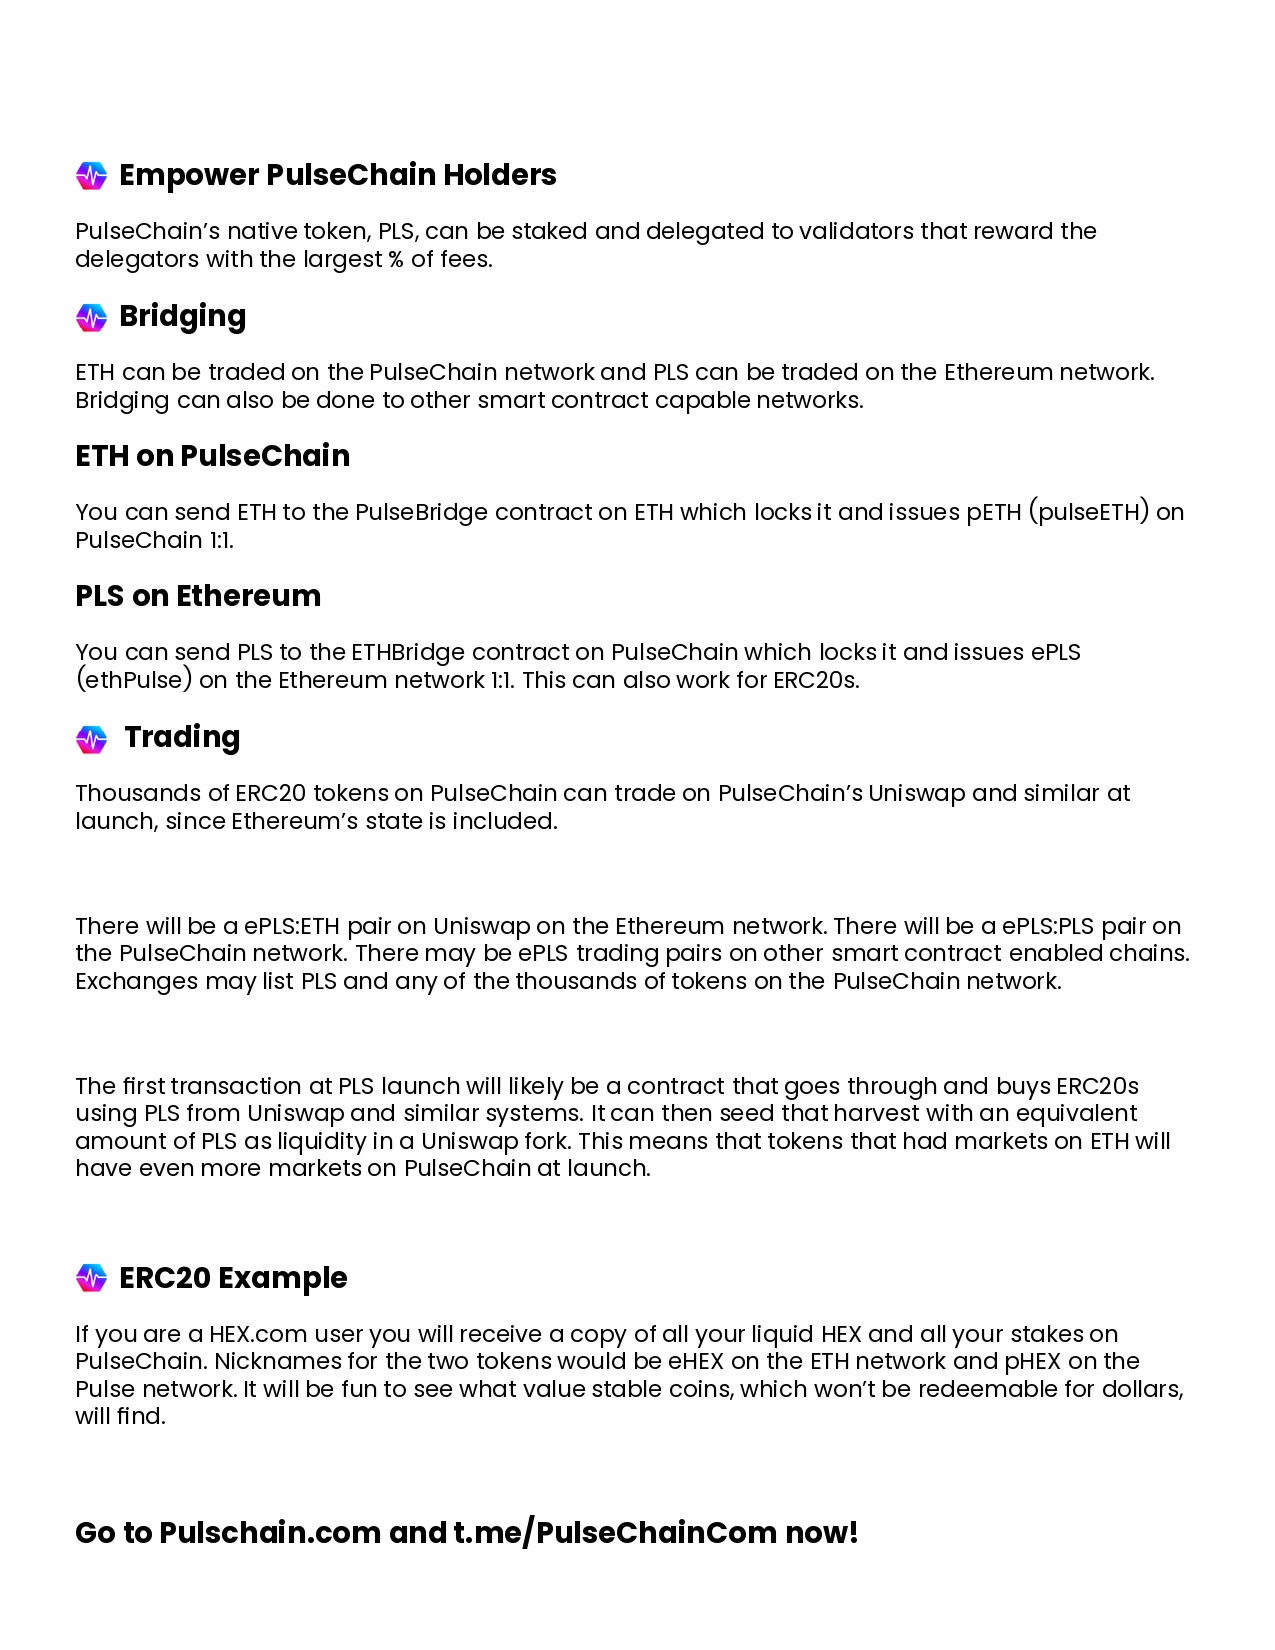 Empower PulseChain Holders
PulseChain’s native token, PLS, can be staked and delegated to validators that reward the
delegators with the largest % of fees.
Bridging
ETH can be traded on the PulseChain network and PLS can be traded on the Ethereum network.
Bridging can also be done to other smart contract capable networks.
ETH on PulseChain
You can send ETH to the PulseBridge contract on ETH which locks it and issues pETH (pulseETH) on
PulseChain 1:1.
PLS on Ethereum
You can send PLS to the ETHBridge contract on PulseChain which locks it and issues ePLS
(ethPulse) on the Ethereum network 1:1. This can also work for ERC20s.
Trading
Thousands of ERC20 tokens on PulseChain can trade on PulseChain’s Uniswap and similar at
launch, since Ethereum’s state is included.
There will be a ePLS:ETH pair on Uniswap on the Ethereum network. There will be a ePLS:PLS pair on
the PulseChain network. There may be ePLS trading pairs on other smart contract enabled chains.
Exchanges may list PLS and any of the thousands of tokens on the PulseChain network.
The first transaction at PLS launch will likely be a contract that goes through and buys ERC20s
using PLS from Uniswap and similar systems. It can then seed that harvest with an equivalent
amount of PLS as liquidity in a Uniswap fork. This means that tokens that had markets on ETH will
have even more markets on PulseChain at launch.
ERC20 Example
If you are a HEX.com user you will receive a copy of all your liquid HEX and all your stakes on
PulseChain. Nicknames for the two tokens would be eHEX on the ETH network and pHEX on the
Pulse network. It will be fun to see what value stable coins, which won’t be redeemable for dollars,
will find.
Go to Pulschain.com and t.me/PulseChainCom now!